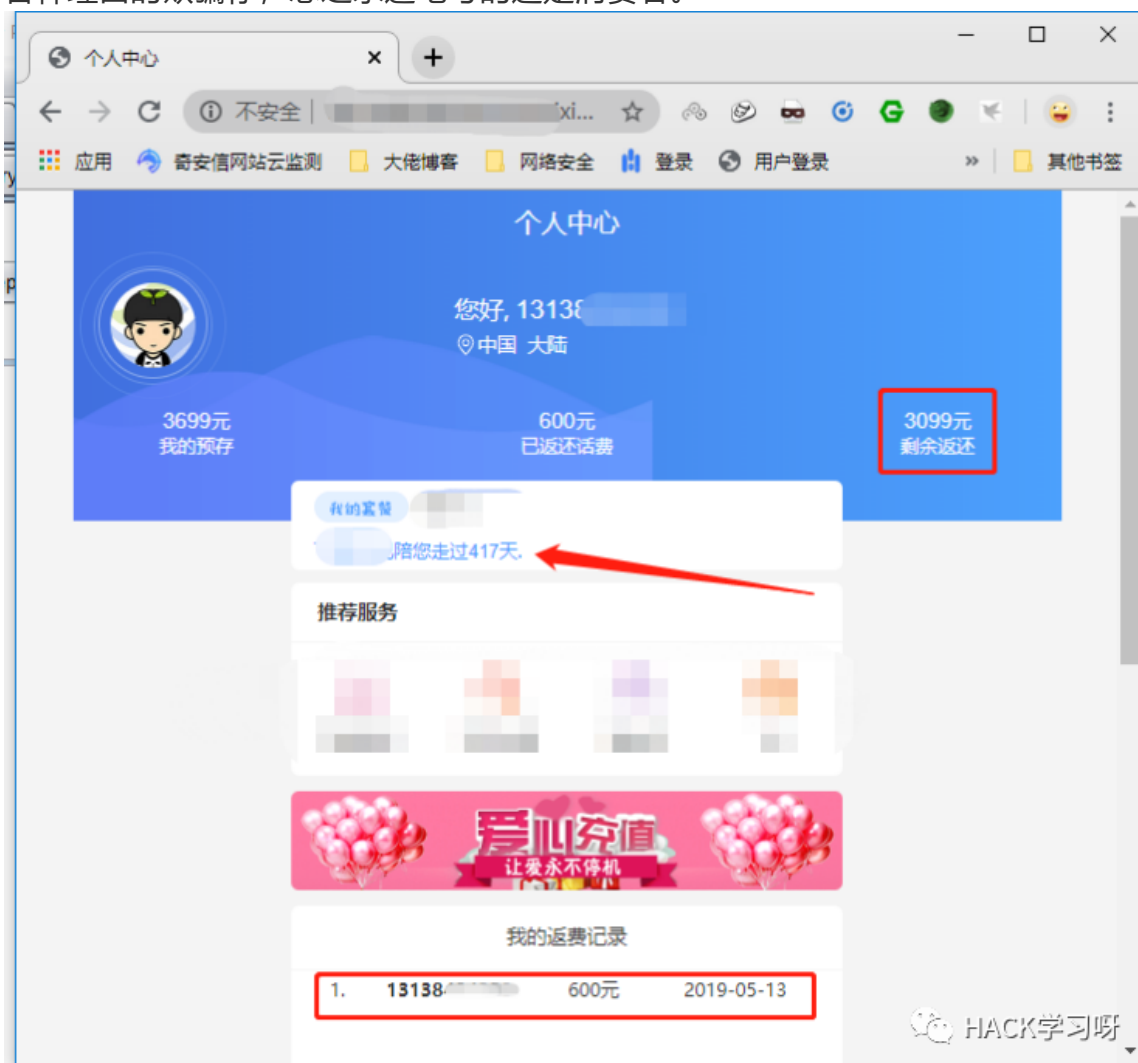 个人中心
不安全
xi...
应用 奇安信网站云监测 大佬博客 网络安全 登录 用户登录 » 其他书签
个人中心
您好, 13138
中国 大陆
3699元 600元 3099元
我的预存 已返还话费 剩余返还
我的套餐
陪您走过417天.
推荐服务
爱心充值
让爱永不停机
我的返费记录
1. 13138 600元 2019-05-13
HACK学习呀